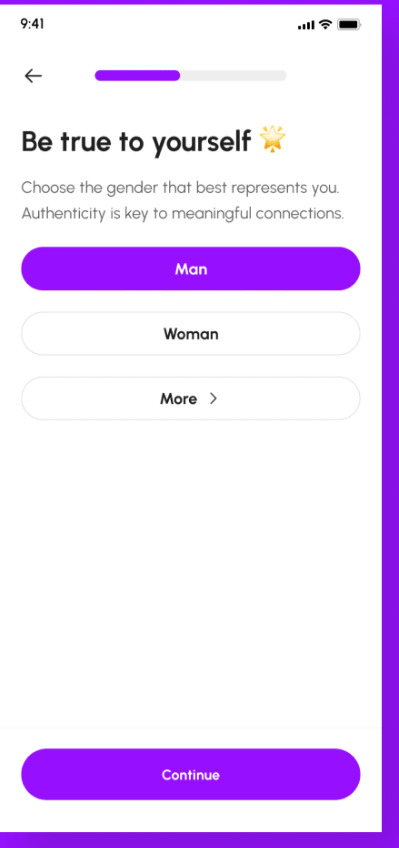 9:41
Be true to yourself 🌟
Choose the gender that best represents you.
Authenticity is key to meaningful connections.
Man
Woman
More >
Continue